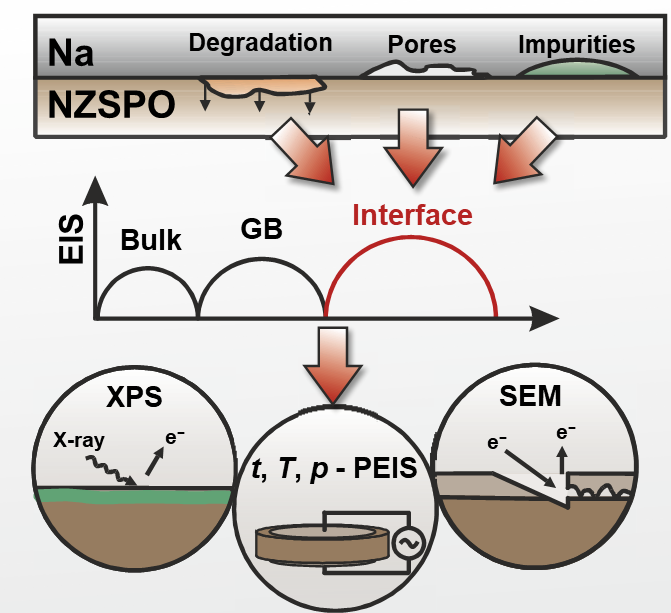 Na
Degradation
Pores
Impurities
NZSPO
EIS
Bulk
GB
Interface
XPS
X-ray
e⁻
t, T, p - PEIS
SEM
e⁻
e⁻